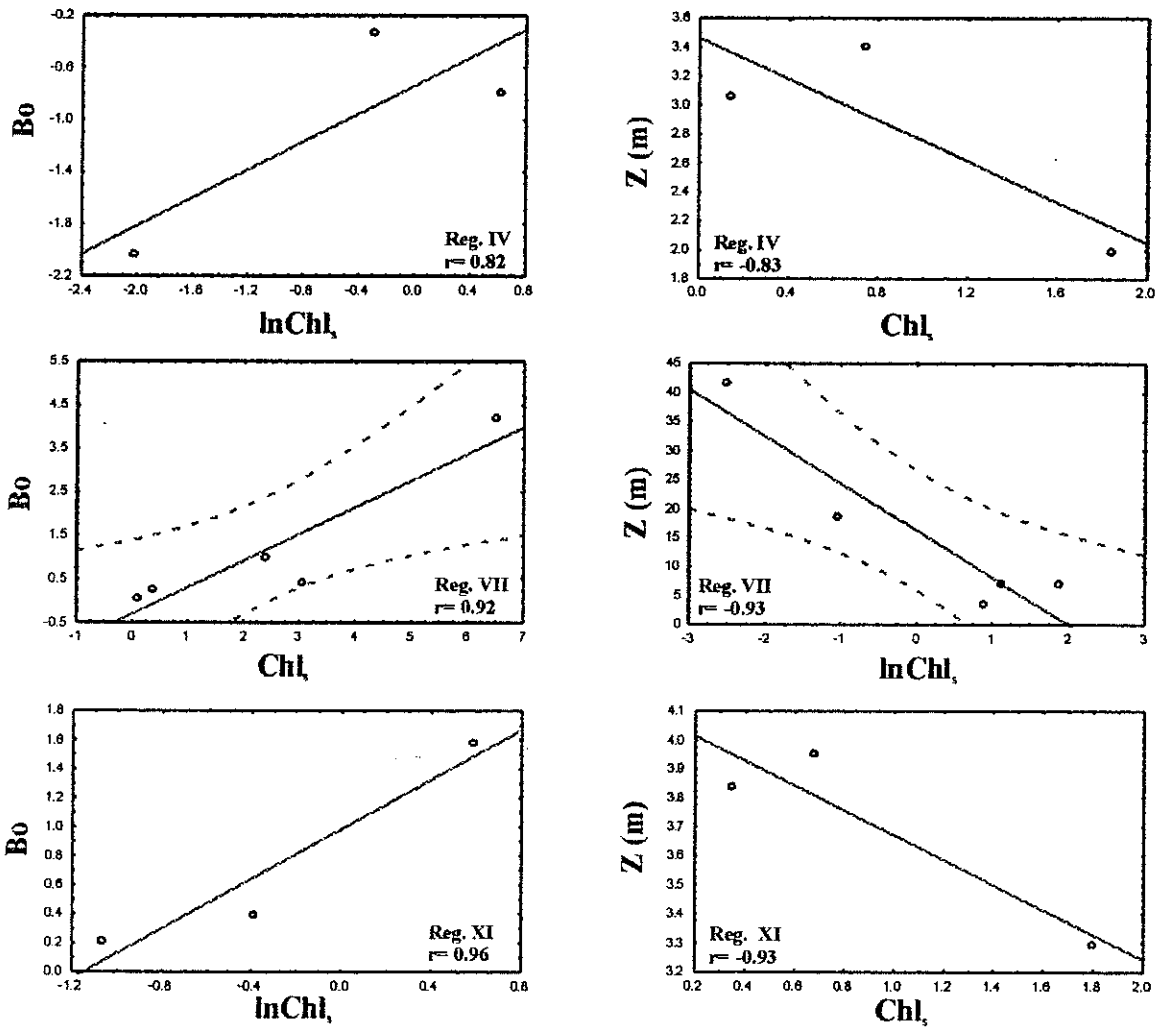 -0.2
-0.6
-1.0
-1.4
-1.8
-2.2
Bo
-2.4 -2.0 -1.6 -1.2 -0.8 -0.4 0.0 0.4 0.8
lnChls
Reg. IV
r= 0.82
3.6
3.4
3.2
3.0
2.8
2.6
2.4
2.2
2.0
1.8
Z (m)
0.0 0.4 0.8 1.2 1.6 2.0
Chls
Reg. IV
r= -0.83
5.5
4.5
3.5
2.5
1.5
0.5
-0.5
Bo
-1 0 1 2 3 4 5 6 7
Chls
Reg. VII
r= 0.92
45
40
35
30
25
20
15
10
5
0
Z (m)
-3 -2 -1 0 1 2 3
lnChls
Reg. VII
r= -0.93
1.8
1.6
1.4
1.2
1.0
0.8
0.6
0.4
0.2
0.0
Bo
-1.2 -0.8 -0.4 0.0 0.4 0.8
lnChls
Reg. XI
r= 0.96
4.1
4.0
3.9
3.8
3.7
3.6
3.5
3.4
3.3
3.2
Z (m)
0.2 0.4 0.6 0.8 1.0 1.2 1.4 1.6 1.8 2.0
Chls
Reg. XI
r= -0.93